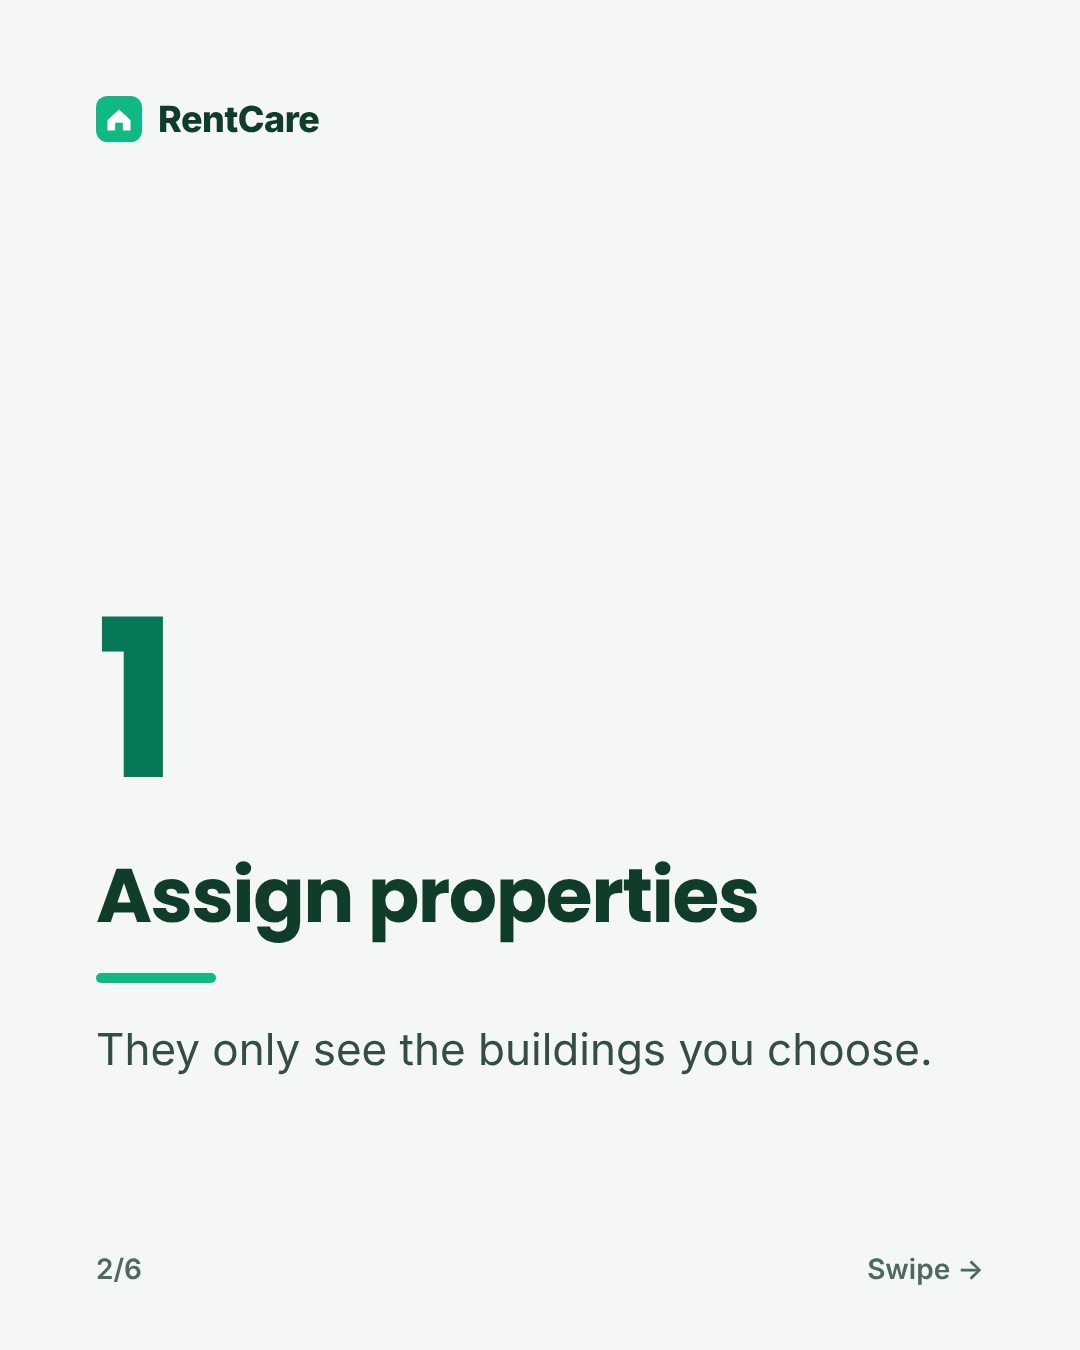 RentCare
1
Assign properties
They only see the buildings you choose.
2/6
Swipe →